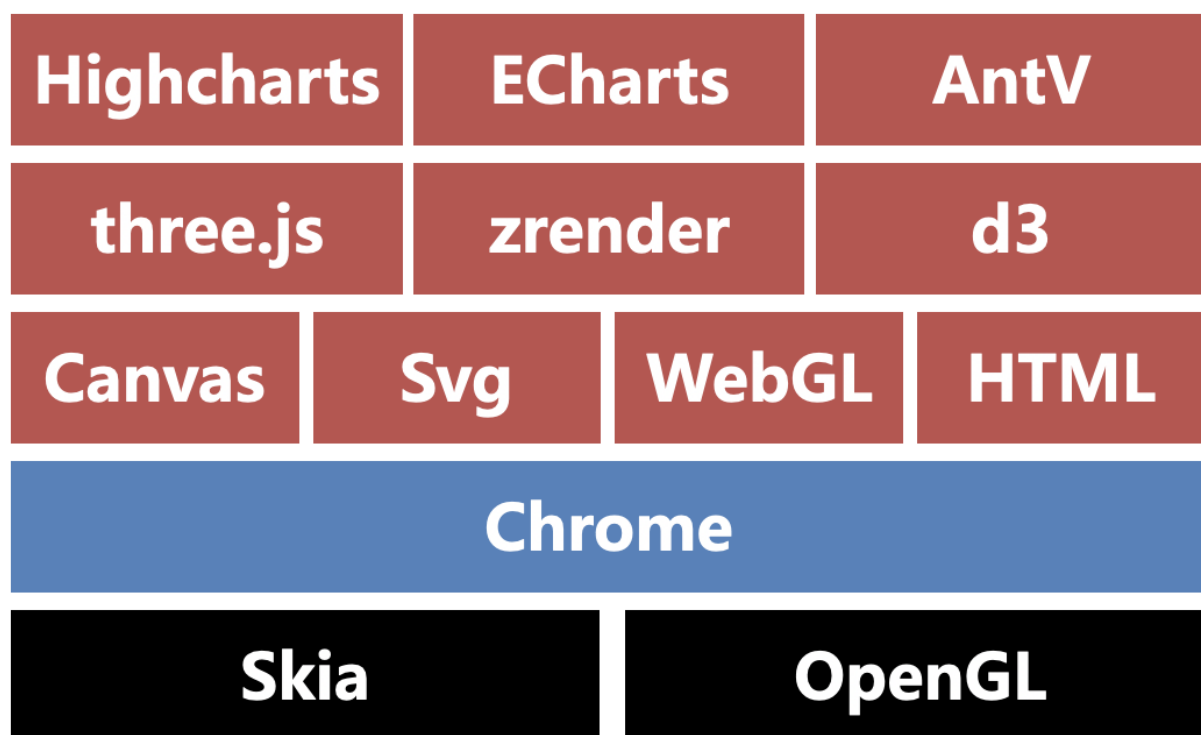 Highcharts ECharts AntV
three.js zrender d3
Canvas Svg WebGL HTML
Chrome
Skia OpenGL